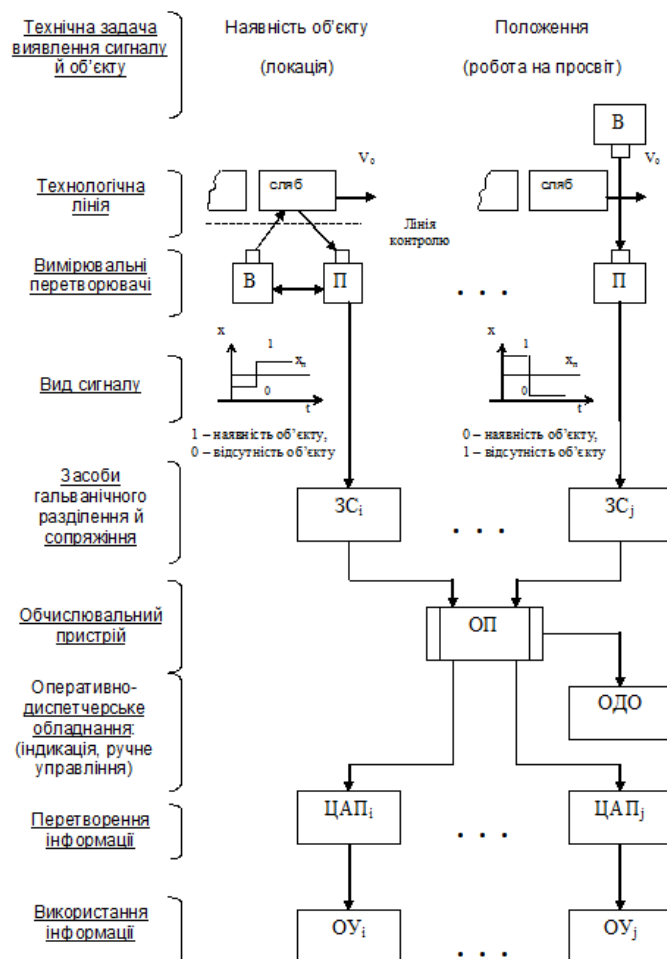 Технічна задача
виявлення сигналу
й об'єкту
Наявність об'єкту
(локація)
Положення
(робота на просвіт)
В
Технологічна
лінія
сляб
V₀
сляб
V₀
Лінія
контролю
Вимірювальні
перетворювачі
В
П
. . .
П
Вид сигналу
x
1
xₙ
0
t
x
1
xₙ
0
t
1 – наявність об'єкту,
0 – відсутність об'єкту
0 – наявність об'єкту,
1 – відсутність об'єкту
Засоби
гальванічного
разділення й
сопряжіння
ЗСᵢ
. . .
ЗСⱼ
Обчислювальний
пристрій
ОП
Оперативно-
диспетчерське
обладнання:
(індикація, ручне
управління)
ОДО
Перетворення
інформації
ЦАПᵢ
. . .
ЦАПⱼ
Використання
інформації
ОУᵢ
. . .
ОУⱼ